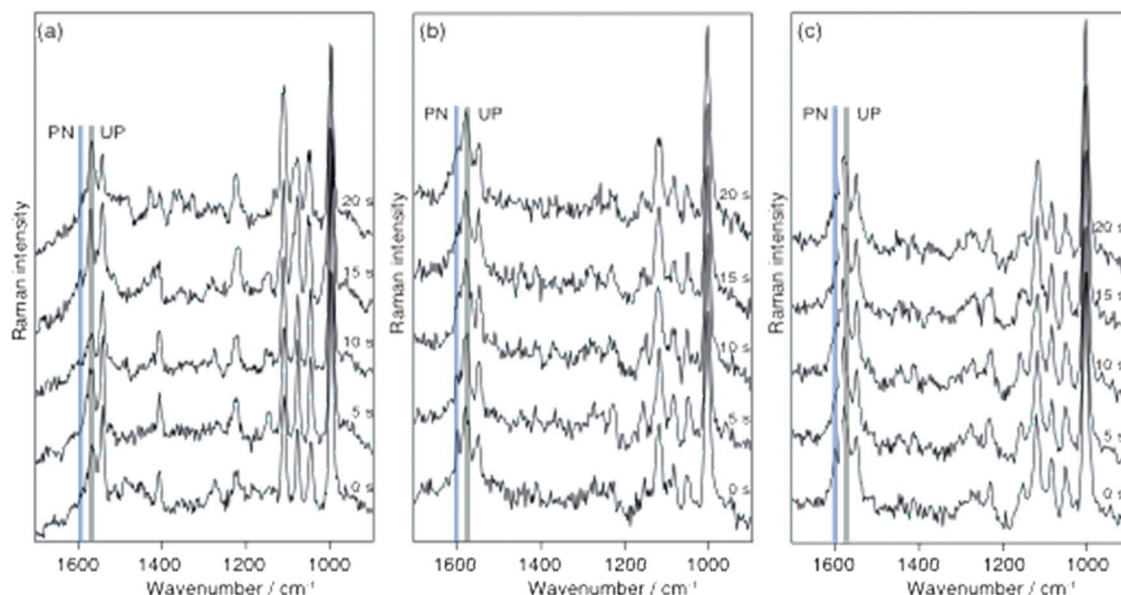 (a)
PN UP
20 s
15 s
10 s
5 s
0 s
Raman intensity
1600 1400 1200 1000
Wavenumber / cm⁻¹
(b)
PN UP
20 s
15 s
10 s
5 s
0 s
Raman intensity
1600 1400 1200 1000
Wavenumber / cm⁻¹
(c)
PN UP
20 s
15 s
10 s
5 s
0 s
Raman intensity
1600 1400 1200 1000
Wavenumber / cm⁻¹